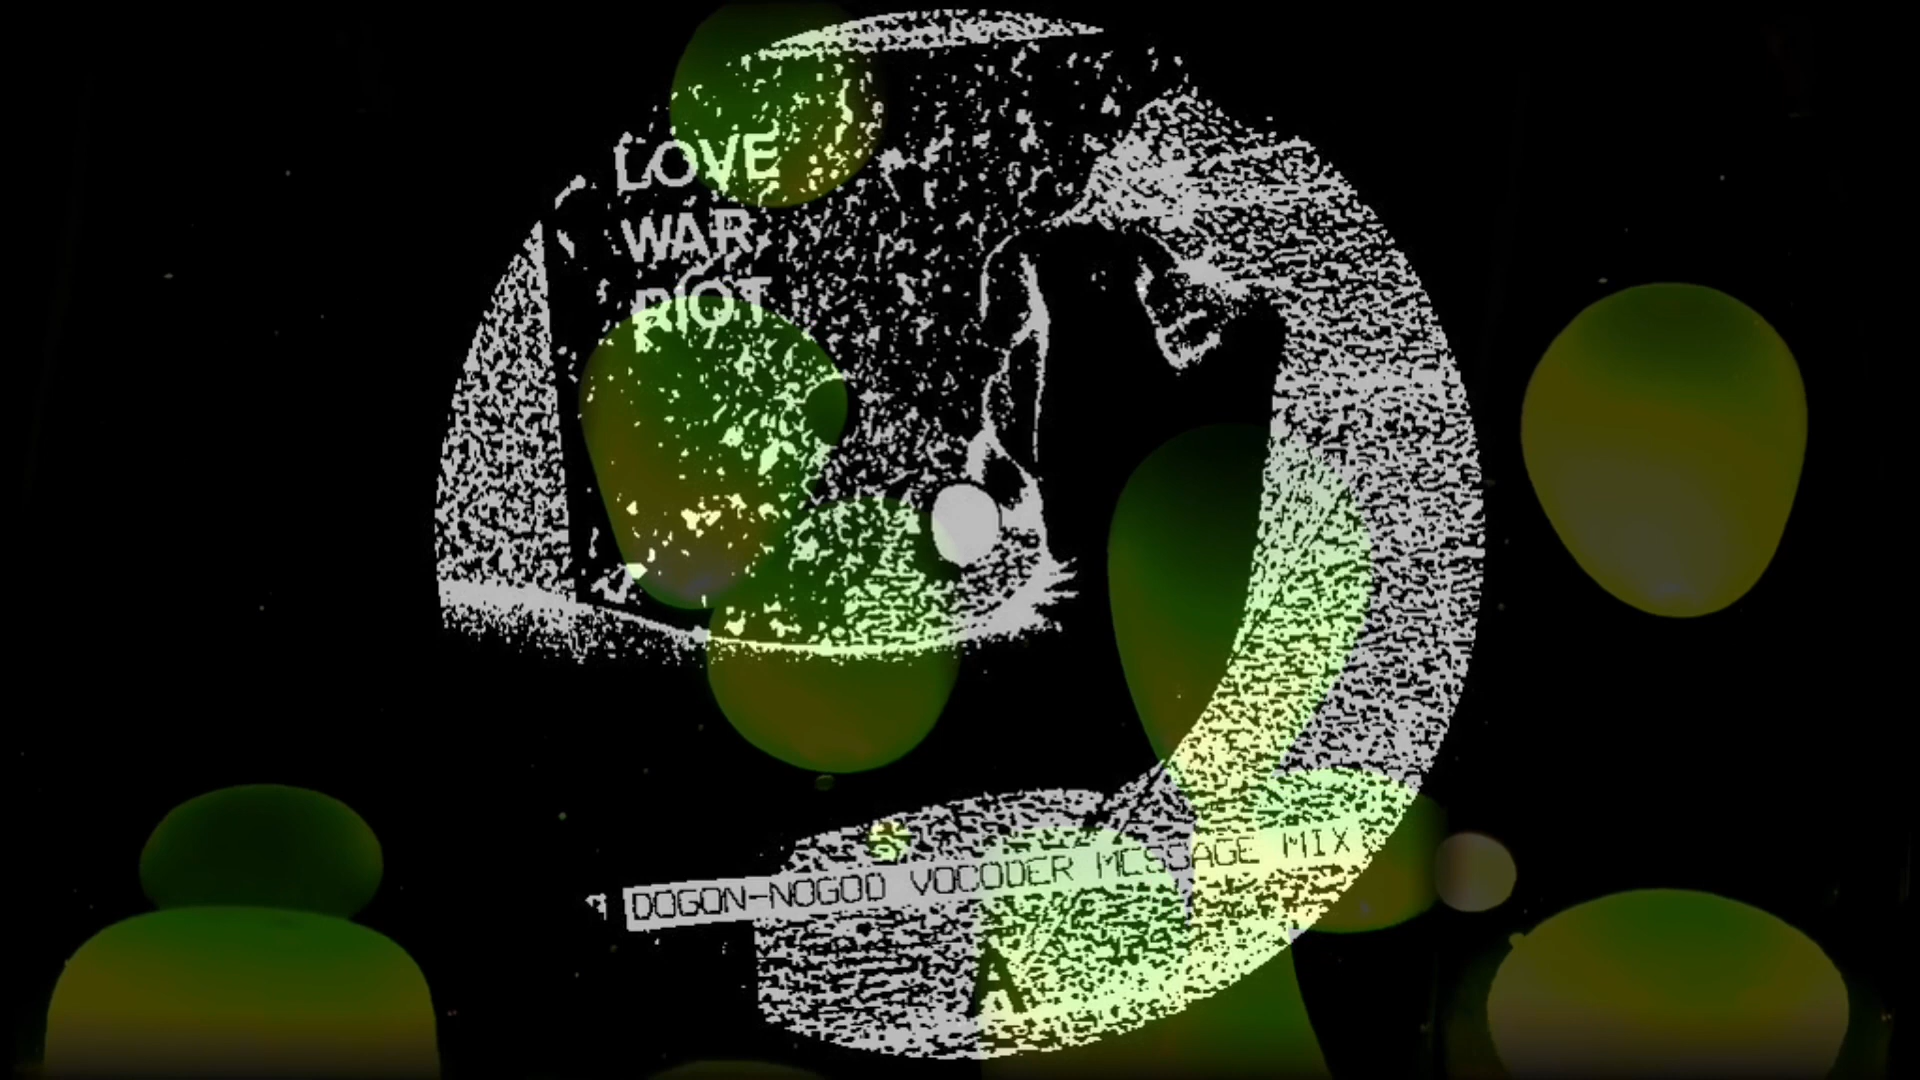 LOVE
WAR
RIOT
DOGON-NOGOD VOCODER MESSAGE MIX
A